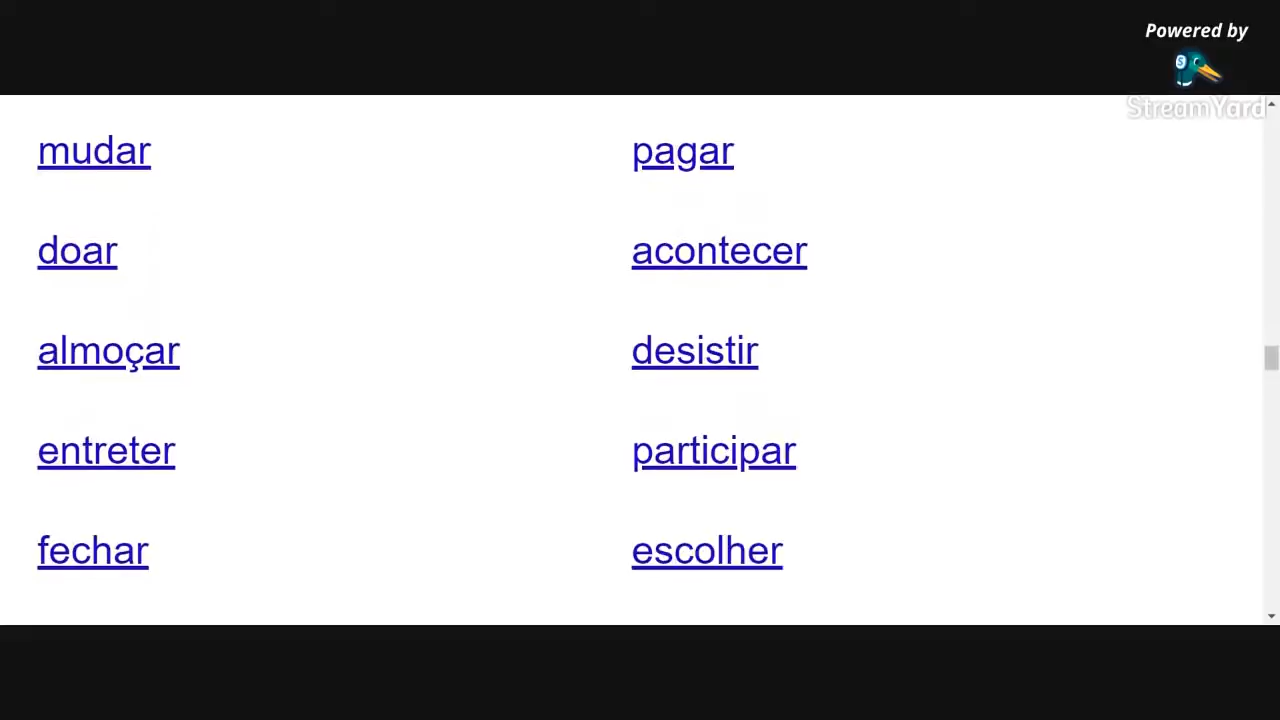 Powered by
StreamYard
mudar
pagar
doar
acontecer
almoçar
desistir
entreter
participar
fechar
escolher